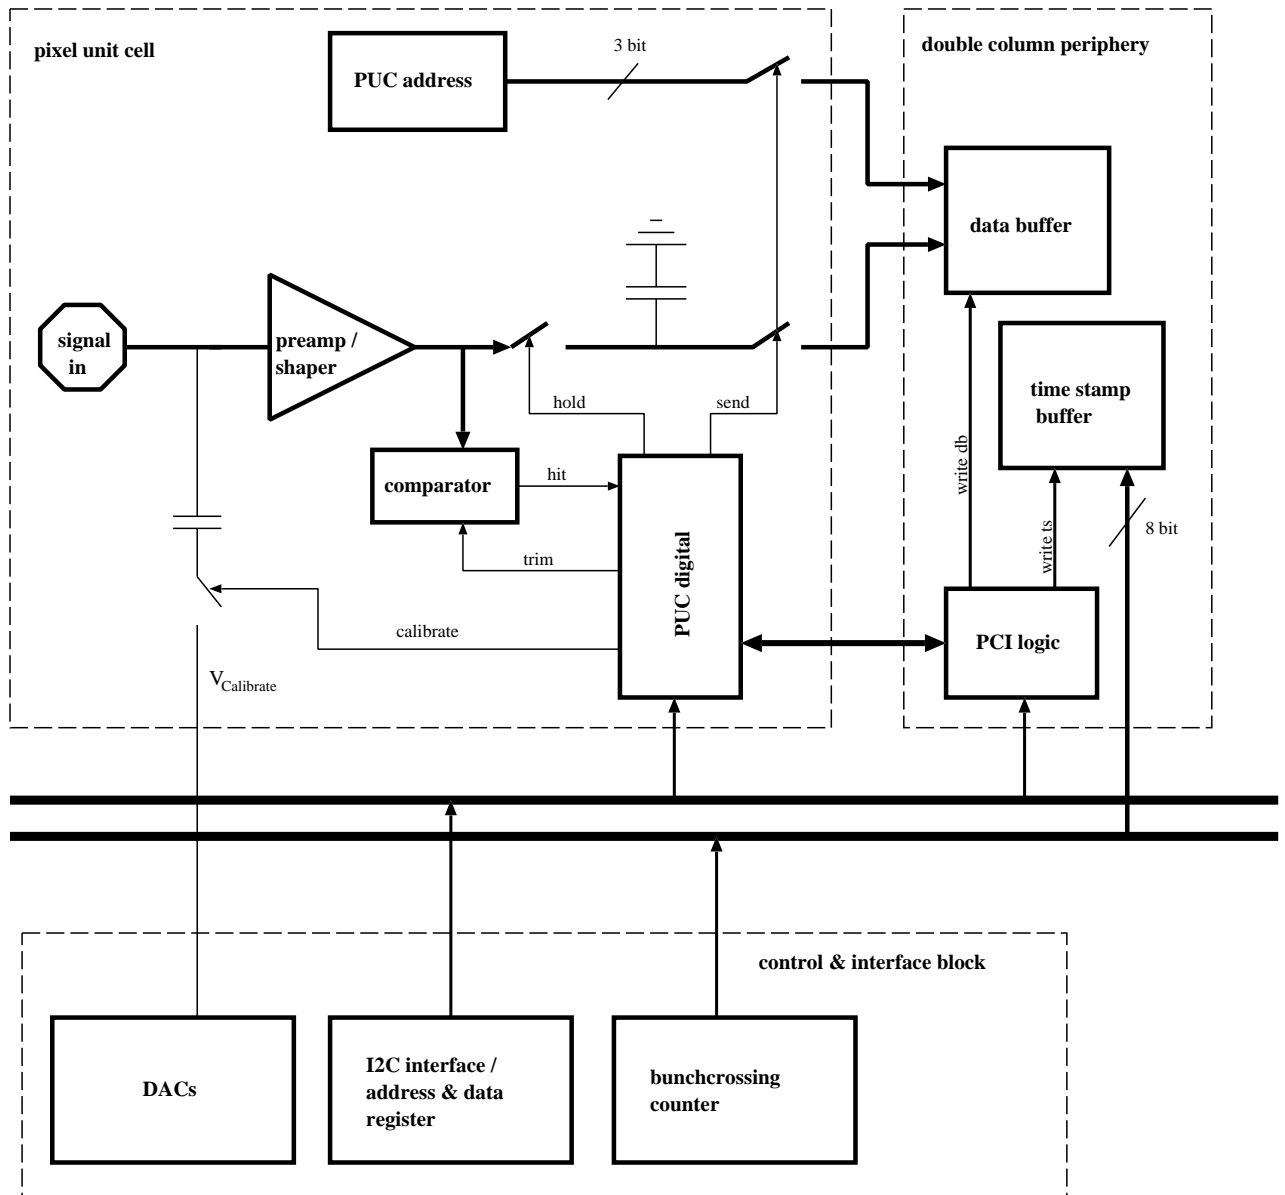 pixel unit cell
PUC address
3 bit
double column periphery
data buffer
signal
in
preamp /
shaper
hold
send
time stamp
buffer
comparator
hit
trim
PUC digital
write db
write ts
8 bit
calibrate
PCI logic
VCalibrate
control & interface block
DACs
I2C interface /
address & data
register
bunchcrossing
counter